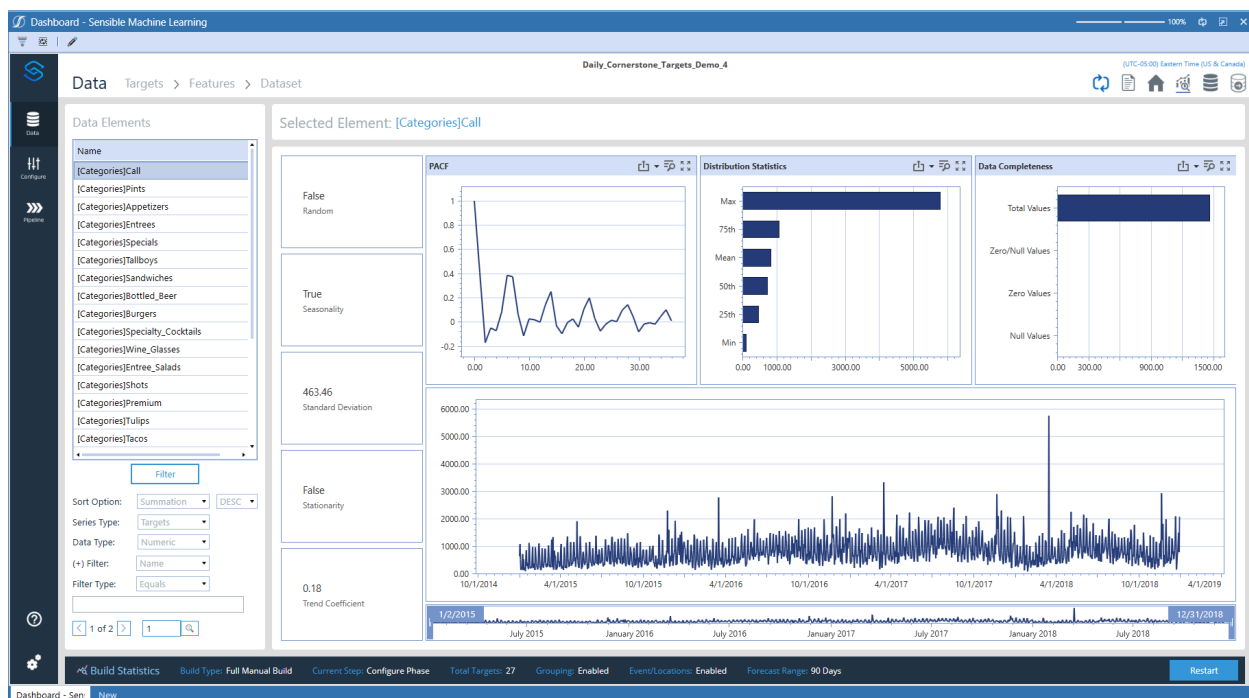 Dashboard - Sensible Machine Learning
100%
Daily_Cornerstone_Targets_Demo_4
(UTC-05:00) Eastern Time (US & Canada)
Data Targets > Features > Dataset
Data
Configure
Pipeline
Data Elements
Name
[Categories]Call
[Categories]Pints
[Categories]Appetizers
[Categories]Entrees
[Categories]Specials
[Categories]Tallboys
[Categories]Sandwiches
[Categories]Bottled_Beer
[Categories]Burgers
[Categories]Specialty_Cocktails
[Categories]Wine_Glasses
[Categories]Entree_Salads
[Categories]Shots
[Categories]Premium
[Categories]Tulips
[Categories]Tacos
Filter
Sort Option: Summation DESC
Series Type: Targets
Data Type: Numeric
(+) Filter: Name
Filter Type: Equals
< 1 of 2 > 1
Selected Element: [Categories]Call
False
Random
True
Seasonality
463.46
Standard Deviation
False
Stationarity
0.18
Trend Coefficient
PACF
1
0.8
0.6
0.4
0.2
0
-0.2
0.00 10.00 20.00 30.00
Distribution Statistics
Max
75th
Mean
50th
25th
Min
0.00 1000.00 3000.00 5000.00
Data Completeness
Total Values
Zero/Null Values
Zero Values
Null Values
0.00 300.00 900.00 1500.00
6000.00
5000.00
4000.00
3000.00
2000.00
1000.00
0.00
10/1/2014 4/1/2015 10/1/2015 4/1/2016 10/1/2016 4/1/2017 10/1/2017 4/1/2018 10/1/2018 4/1/2019
1/2/2015 12/31/2018
July 2015 January 2016 July 2016 January 2017 July 2017 January 2018 July 2018
Build Statistics Build Type: Full Manual Build Current Step: Configure Phase Total Targets: 27 Grouping: Enabled Event/Locations: Enabled Forecast Range: 90 Days Restart
Dashboard - Sen: New